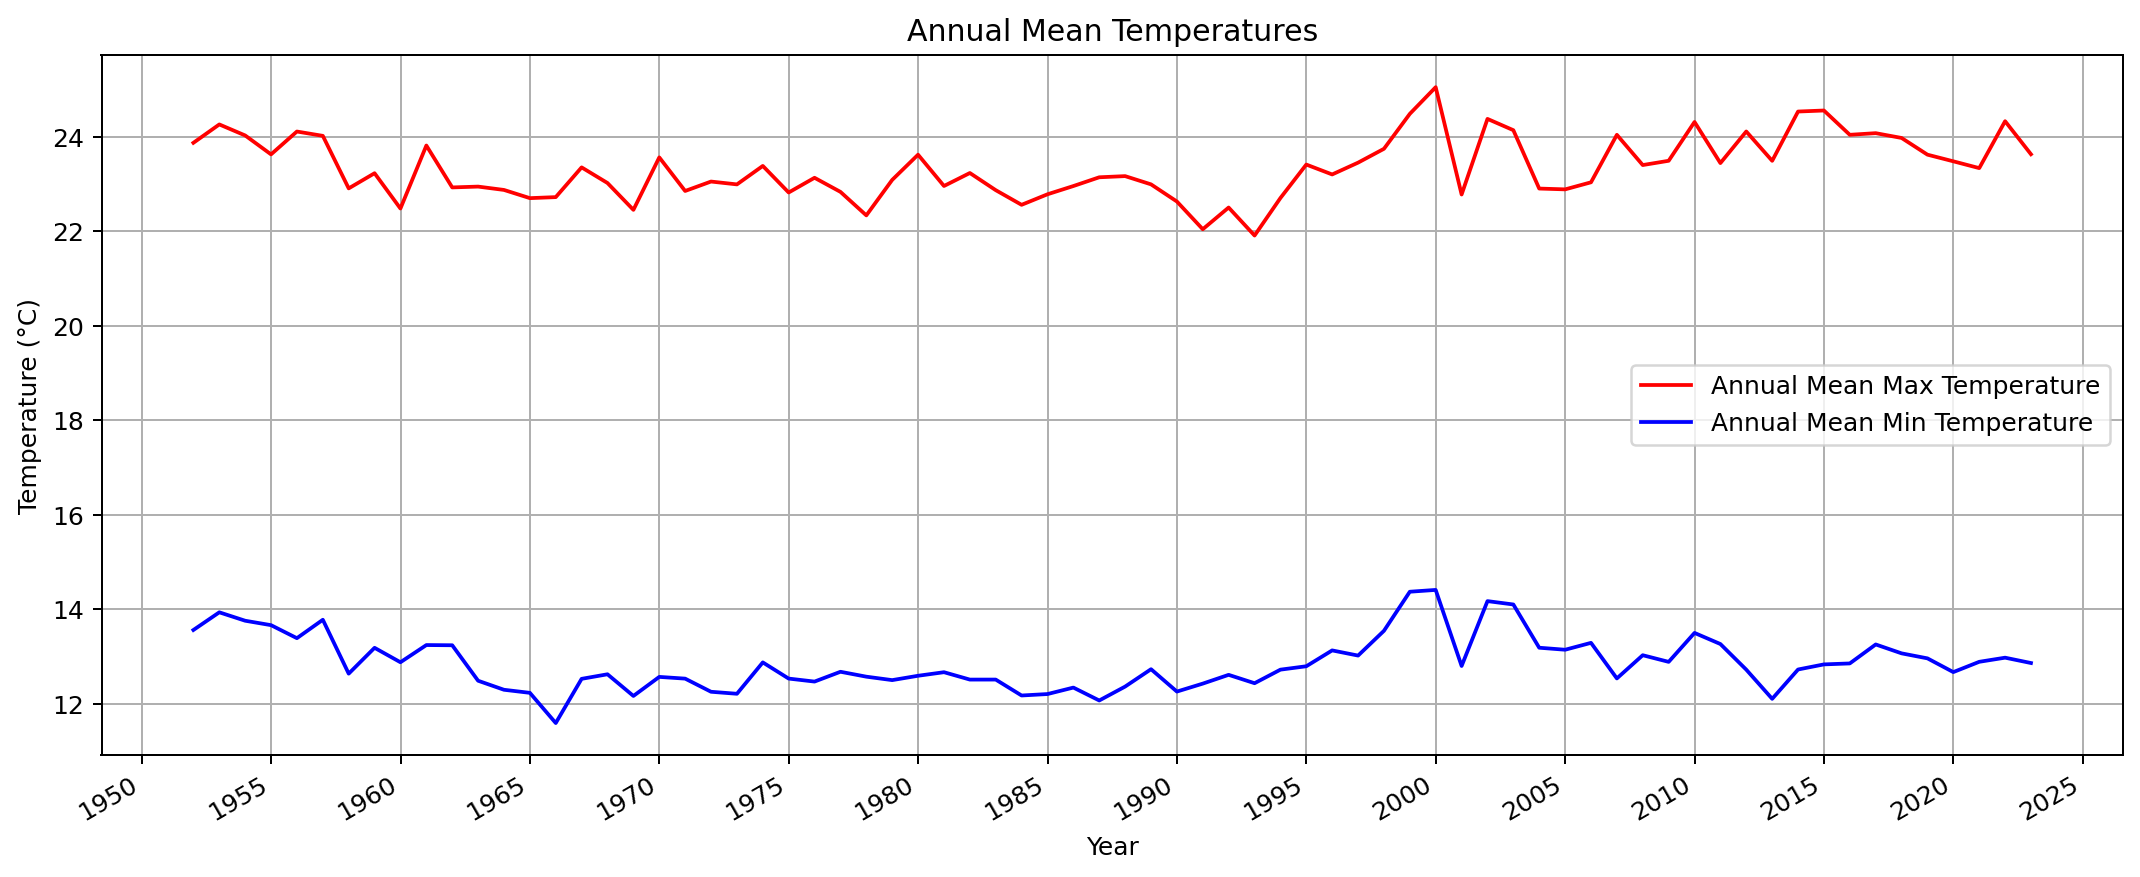 Annual Mean Temperatures
Temperature (°C)
24
22
20
18
16
14
12
Annual Mean Max Temperature
Annual Mean Min Temperature
1950 1955 1960 1965 1970 1975 1980 1985 1990 1995 2000 2005 2010 2015 2020 2025
Year